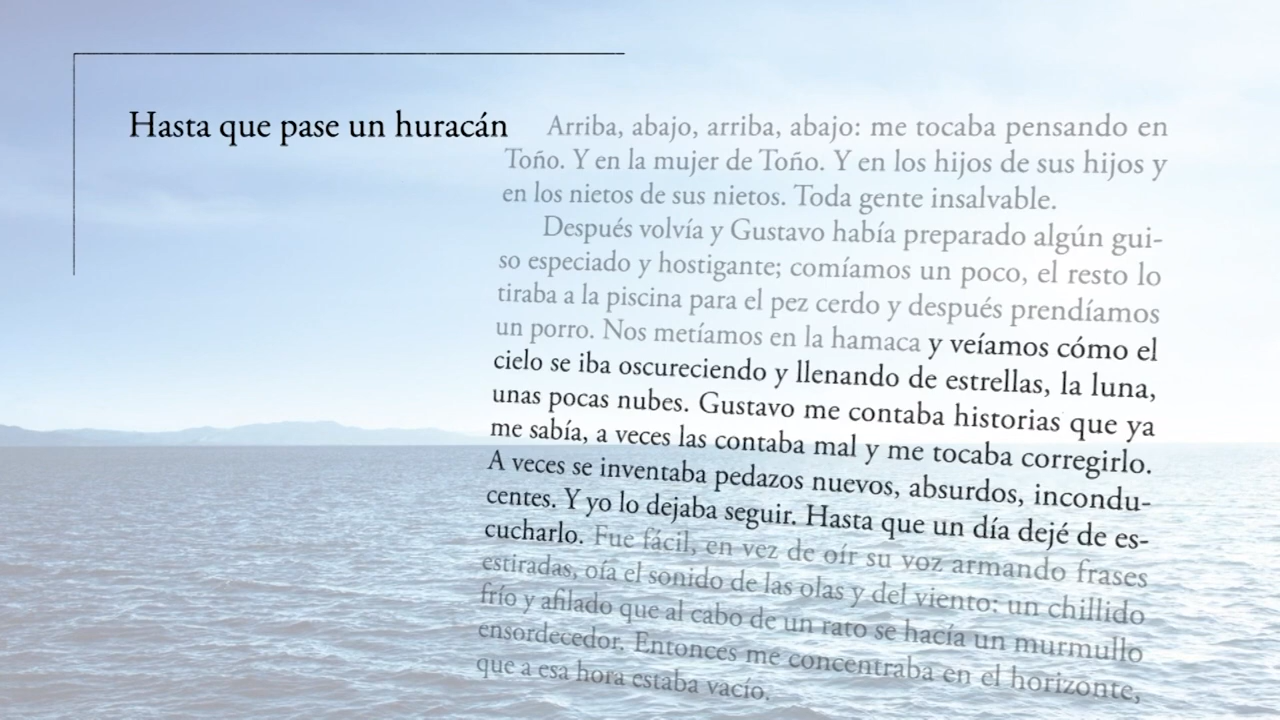 Hasta que pase un huracán
Arriba, abajo, arriba, abajo: me tocaba pensando en
Toño. Y en la mujer de Toño. Y en los hijos de sus hijos y
en los nietos de sus nietos. Toda gente insalvable.
Después volvía y Gustavo había preparado algún gui-
so especiado y hostigante; comíamos un poco, el resto lo
tiraba a la piscina para el pez cerdo y después prendíamos
un porro. Nos metíamos en la hamaca y veíamos cómo el
cielo se iba oscureciendo y llenando de estrellas, la luna,
unas pocas nubes. Gustavo me contaba historias que ya
me sabía, a veces las contaba mal y me tocaba corregirlo.
A veces se inventaba pedazos nuevos, absurdos, incondu-
centes. Y yo lo dejaba seguir. Hasta que un día dejé de es-
cucharlo. Fue fácil, en vez de oír su voz armando frases
estiradas, oía el sonido de las olas y del viento: un chillido
frío y afilado que al cabo de un rato se hacía un murmullo
ensordecedor. Entonces me concentraba en el horizonte,
que a esa hora estaba vacío.